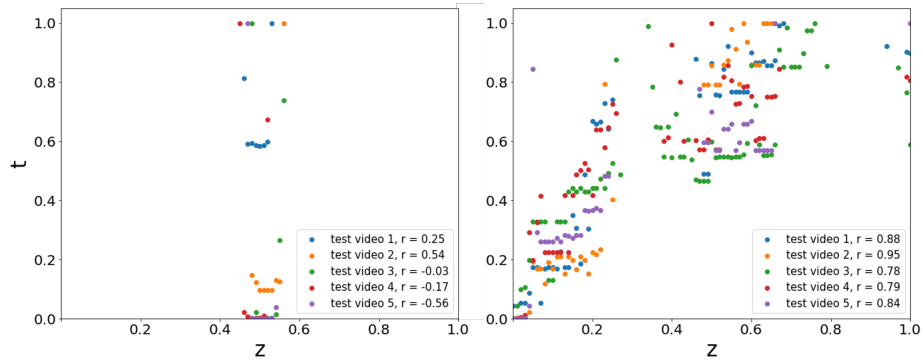 1.0
0.8
0.6
0.4
0.2
0.0
t
0.2 0.4 0.6 0.8 1.0
z
test video 1, r = 0.25
test video 2, r = 0.54
test video 3, r = -0.03
test video 4, r = -0.17
test video 5, r = -0.56
1.0
0.8
0.6
0.4
0.2
0.0
0.2 0.4 0.6 0.8 1.0
z
test video 1, r = 0.88
test video 2, r = 0.95
test video 3, r = 0.78
test video 4, r = 0.79
test video 5, r = 0.84